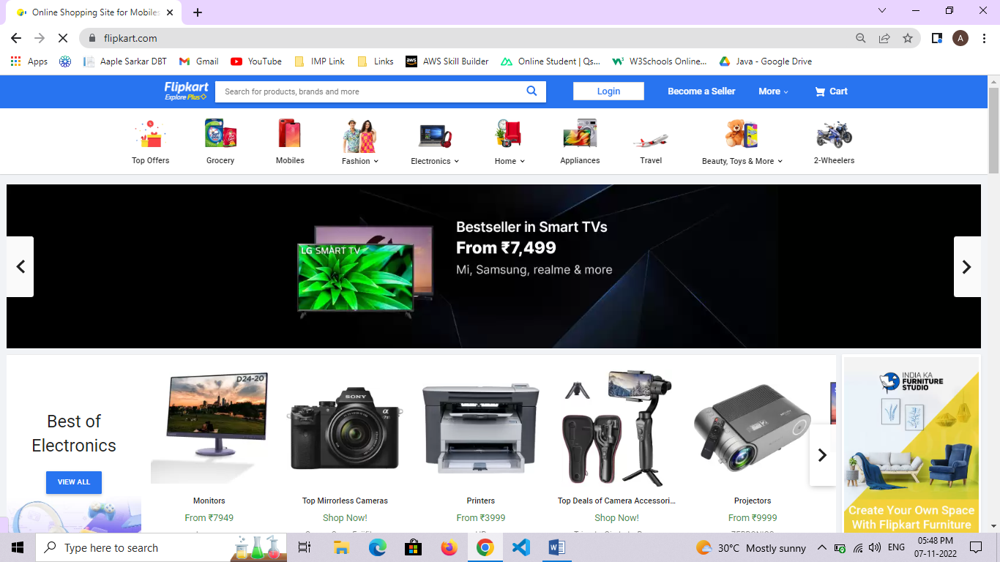 Online Shopping Site for Mobiles
flipkart.com
A
Apps
Aaple Sarkar DBT
Gmail
YouTube
IMP Link
Links
aws
AWS Skill Builder
Online Student | Qs...
W3Schools Online...
Java - Google Drive
Flipkart
Explore Plus
Search for products, brands and more
Login
Become a Seller
More
Cart
Top Offers
Grocery
Mobiles
Fashion
Electronics
Home
Appliances
Travel
Beauty, Toys & More
2-Wheelers
LG SMART TV
Bestseller in Smart TVs
From ₹7,499
Mi, Samsung, realme & more
Best of
Electronics
VIEW ALL
D24-20
SONY
Monitors
From ₹7949
Top Mirrorless Cameras
Shop Now!
Printers
From ₹3999
Top Deals of Camera Accessori...
Shop Now!
Projectors
From ₹9999
INDIA KA
FURNITURE
STUDIO
Create Your Own Space
With Flipkart Furniture
Type here to search
30°C Mostly sunny
ENG
05:48 PM
07-11-2022